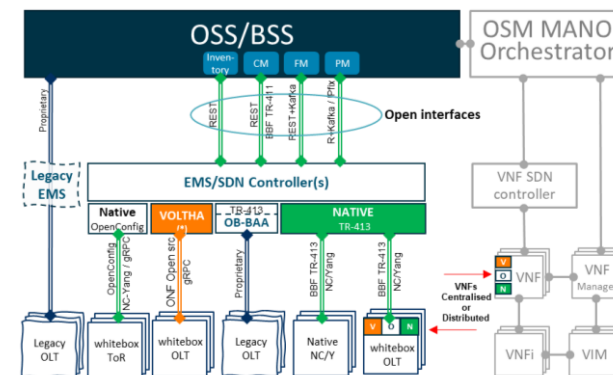 OSS/BSS
OSM MANO
Orchestrator
Inven-
tory
CM
FM
PM
Proprietary
REST
REST
BBF TR-411
REST+Kafka
R+Kafka / IPfix
Open interfaces
Legacy
EMS
EMS/SDN Controller(s)
VNF SDN
controller
Native
OpenConfig
VOLTHA
(*)
TR-413
OB-BAA
NATIVE
TR-413
OpenConfig
NC-Yang / gRPC
ONF Open src
gRPC
Proprietary
BBF TR-413
NC/Yang
BBF TR-413
NC/Yang
V
O
N
VNF
VNF
Manager
VNFs
Centralised
or
Distributed
Legacy
OLT
whitebox
ToR
whitebox
OLT
Legacy
OLT
Native
NC/Y
V
O
N
whitebox
OLT
VNFi
VIM